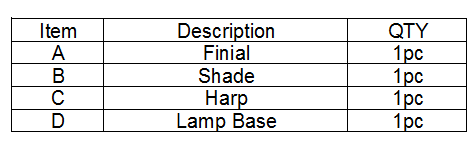 Item Description QTY
A Finial 1pc
B Shade 1pc
C Harp 1pc
D Lamp Base 1pc